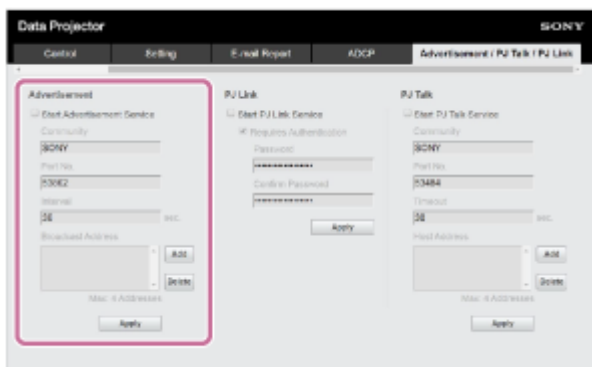 Data Projector
SONY
Control
Setting
E-mail Report
ADCP
Advertisement / PJ Talk / PJ Link
Advertisement
Start Advertisement Service
Community
SONY
Port No.
53862
Interval
30
sec.
Broadcast Address
Add
Delete
Max. 4 Addresses
Apply
PJ Link
Start PJ Link Service
Requires Authentication
Password
Confirm Password
Apply
PJ Talk
Start PJ Talk Service
Community
SONY
Port No.
53484
Timeout
30
sec.
Host Address
Add
Delete
Max. 4 Addresses
Apply